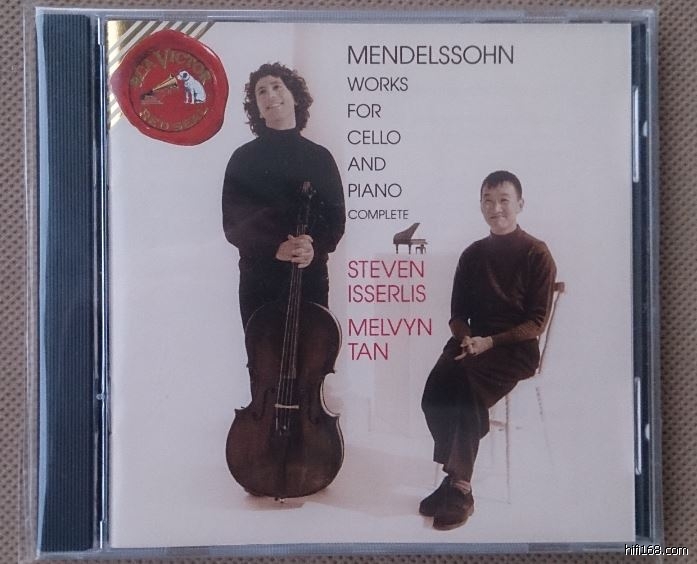 RCA VICTOR
RED SEAL
MENDELSSOHN
WORKS
FOR
CELLO
AND
PIANO
COMPLETE
STEVEN
ISSERLIS
MELVYN
TAN
hifi168.com